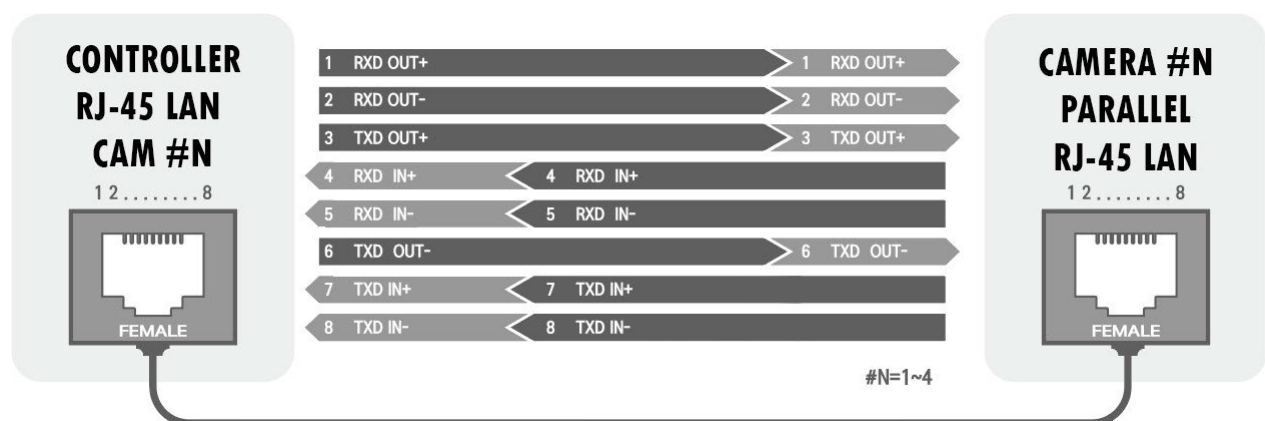 CONTROLLER
RJ-45 LAN
CAM #N
1 2........8
FEMALE
1 RXD OUT+ 1 RXD OUT+
2 RXD OUT- 2 RXD OUT-
3 TXD OUT+ 3 TXD OUT+
4 RXD IN+ 4 RXD IN+
5 RXD IN- 5 RXD IN-
6 TXD OUT- 6 TXD OUT-
7 TXD IN+ 7 TXD IN+
8 TXD IN- 8 TXD IN-
#N=1~4
CAMERA #N
PARALLEL
RJ-45 LAN
1 2........8
FEMALE